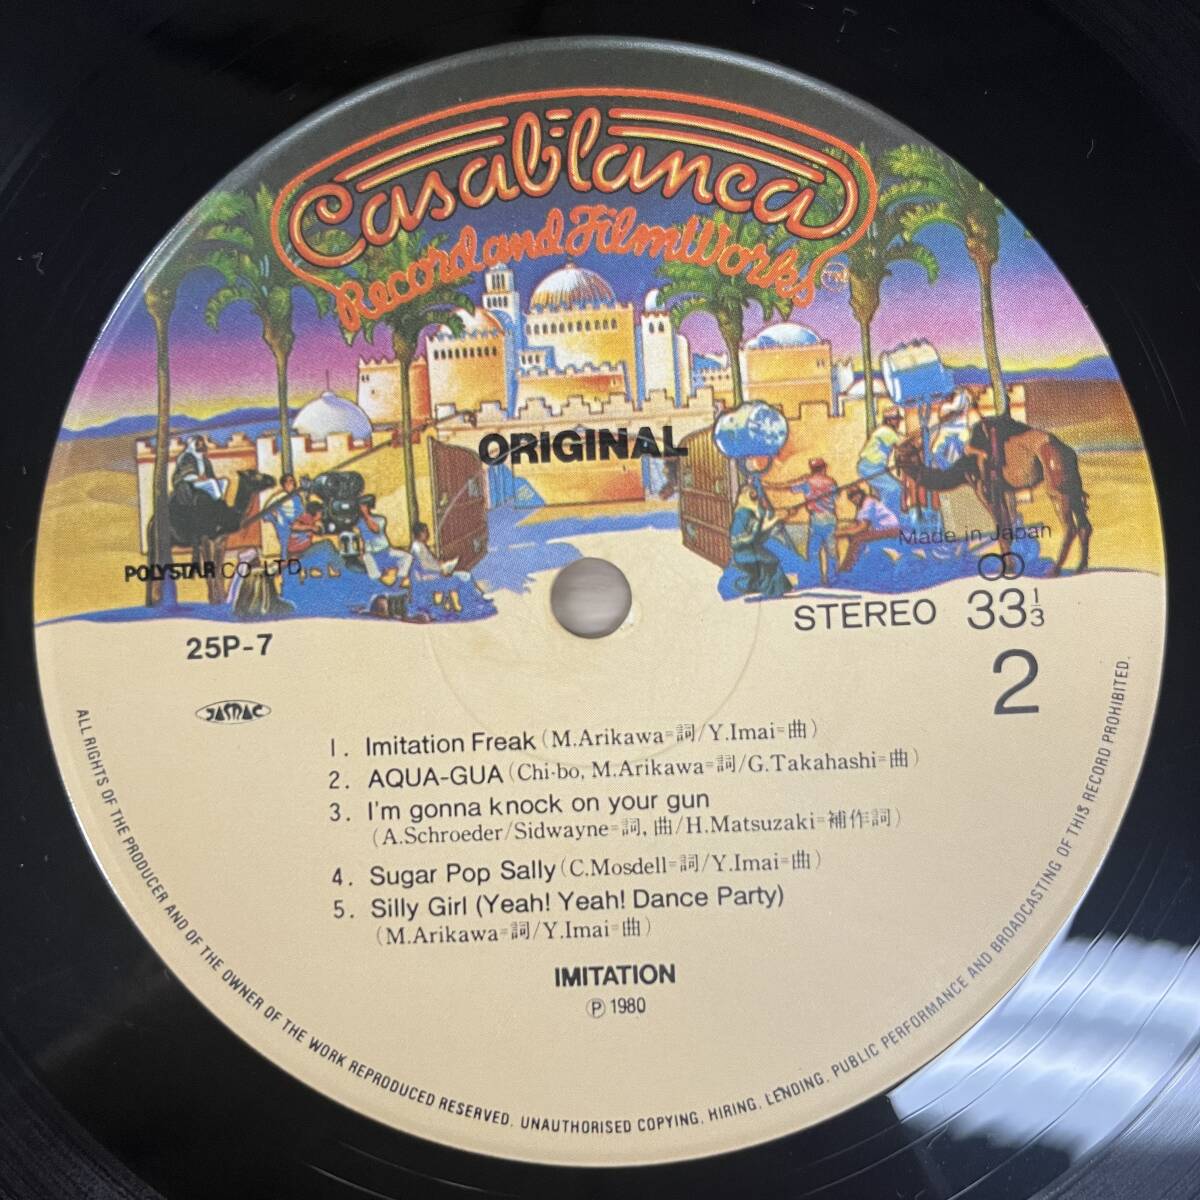 Casablanca
Record and FilmWorks
TM
ORIGINAL
Made in Japan
POLYSTAR CO., LTD.
STEREO 33 1/3
25P-7
2
JASRAC
1. Imitation Freak (M.Arikawa=詞/Y.Imai=曲)
2. AQUA-GUA (Chi-bo, M.Arikawa=詞/G.Takahashi=曲)
3. I'm gonna knock on your gun
(A.Schroeder/Sidwayne=詞, 曲/H.Matsuzaki=補作詞)
4. Sugar Pop Sally (C.Mosdell=詞/Y.Imai=曲)
5. Silly Girl (Yeah! Yeah! Dance Party)
(M.Arikawa=詞/Y.Imai=曲)
IMITATION
Ⓟ 1980
ALL RIGHTS OF THE PRODUCER AND OF THE OWNER OF THE WORK REPRODUCED RESERVED. UNAUTHORISED COPYING, HIRING, LENDING, PUBLIC PERFORMANCE AND BROADCASTING OF THIS RECORD PROHIBITED.